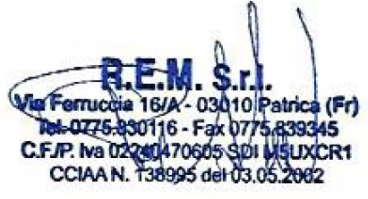 R.E.M. S.r.l.
Via Ferruccia 16/A - 03010 Patrica (Fr)
Tel. 0775.830116 - Fax 0775.839345
C.F./P. Iva 02240470605 SDI M5UXCR1
CCIAA N. 138995 del 03.05.2002